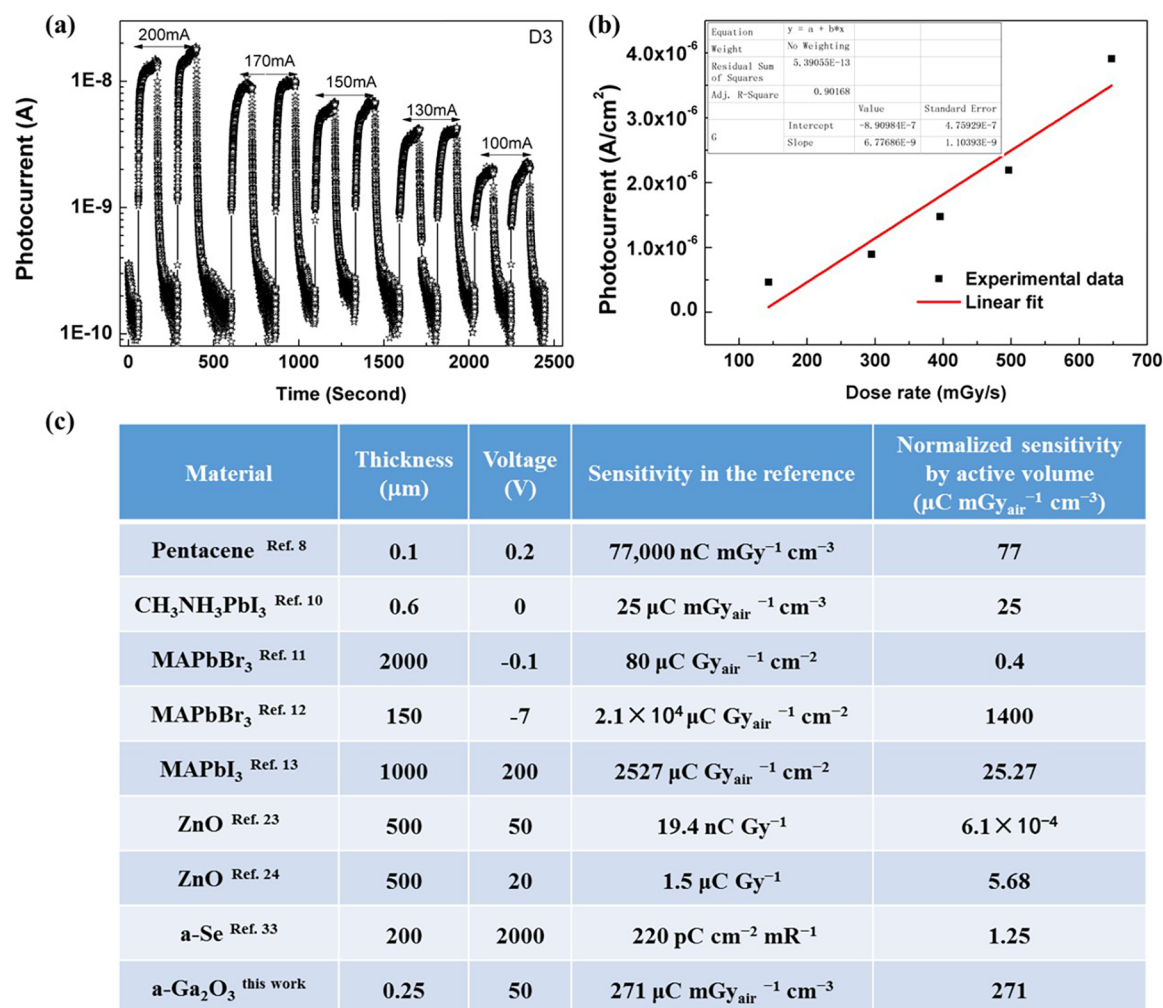 (a)
200mA
170mA
150mA
130mA
100mA
D3
Photocurrent (A)
1E-8
1E-9
1E-10
0 500 1000 1500 2000 2500
Time (Second)
(b)
Equation y = a + b*x
Weight No Weighting
Residual Sum of Squares 5.39055E-13
Adj. R-Square 0.90168
Value Standard Error
G Intercept -8.90984E-7 4.75929E-7
Slope 6.77686E-9 1.10393E-9
Photocurrent (A/cm²)
4.0x10⁻⁶
3.0x10⁻⁶
2.0x10⁻⁶
1.0x10⁻⁶
0.0
Experimental data
Linear fit
100 200 300 400 500 600 700
Dose rate (mGy/s)
(c)
Material Thickness (μm) Voltage (V) Sensitivity in the reference Normalized sensitivity by active volume (μC mGyair⁻¹ cm⁻³)
Pentacene Ref. 8 0.1 0.2 77,000 nC mGy⁻¹ cm⁻³ 77
CH₃NH₃PbI₃ Ref. 10 0.6 0 25 μC mGyair ⁻¹ cm⁻³ 25
MAPbBr₃ Ref. 11 2000 -0.1 80 μC Gyair ⁻¹ cm⁻² 0.4
MAPbBr₃ Ref. 12 150 -7 2.1×10⁴ μC Gyair ⁻¹ cm⁻² 1400
MAPbI₃ Ref. 13 1000 200 2527 μC Gyair ⁻¹ cm⁻² 25.27
ZnO Ref. 23 500 50 19.4 nC Gy⁻¹ 6.1×10⁻⁴
ZnO Ref. 24 500 20 1.5 μC Gy⁻¹ 5.68
a-Se Ref. 33 200 2000 220 pC cm⁻² mR⁻¹ 1.25
a-Ga₂O₃ this work 0.25 50 271 μC mGyair ⁻¹ cm⁻³ 271